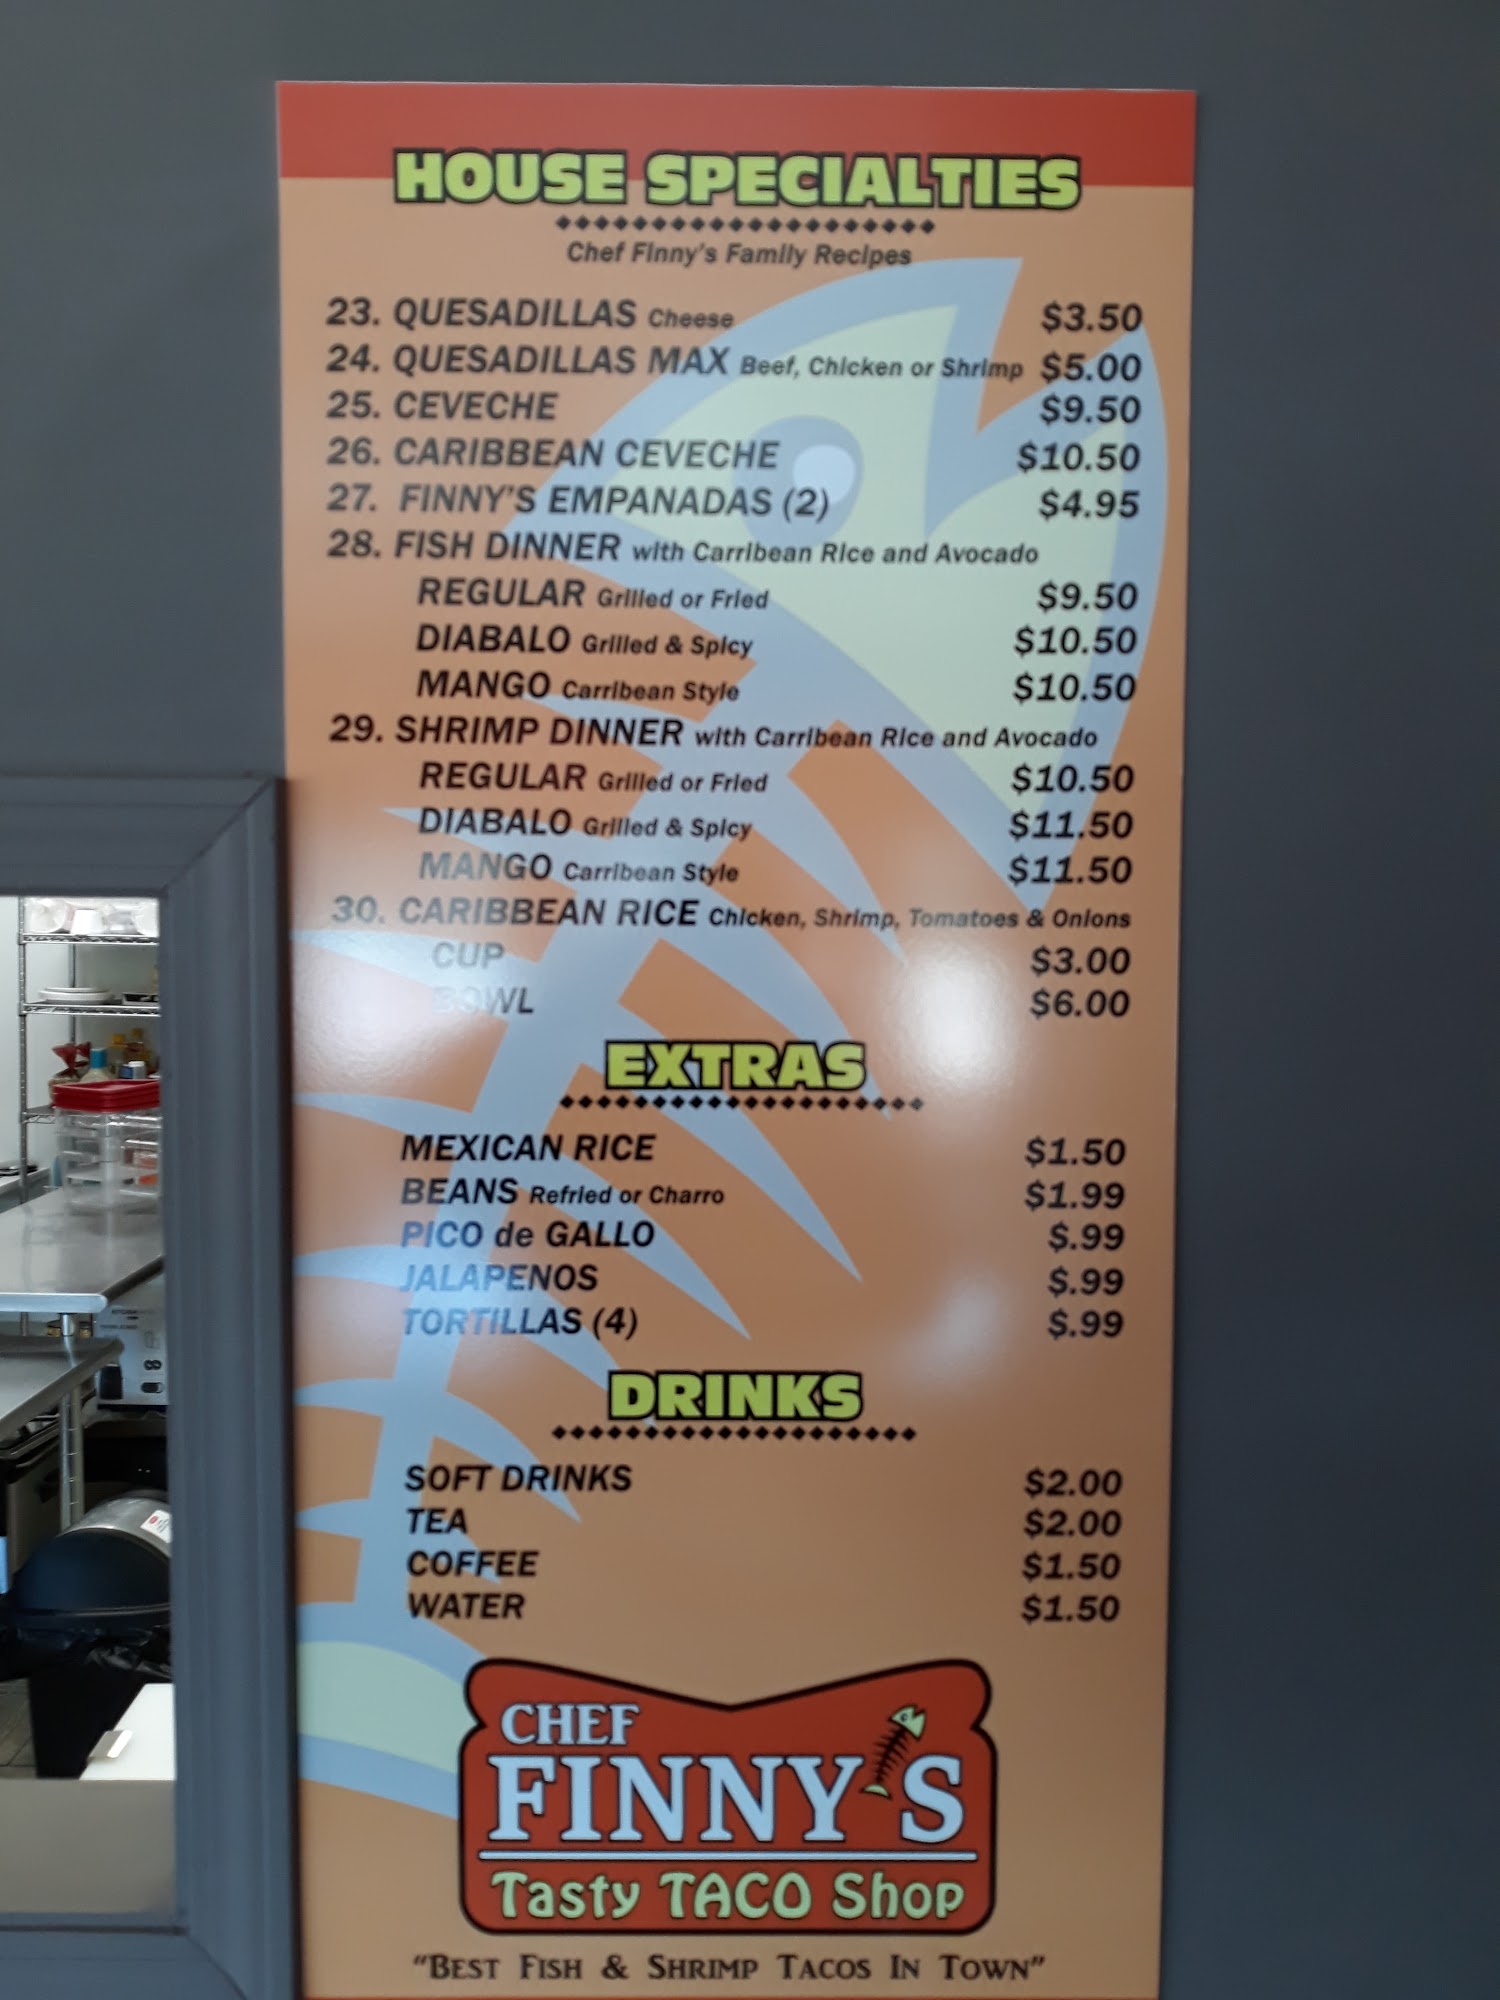 HOUSE SPECIALTIES
Chef Finny's Family Recipes
23. QUESADILLAS Cheese $3.50
24. QUESADILLAS MAX Beef, Chicken or Shrimp $5.00
25. CEVECHE $9.50
26. CARIBBEAN CEVECHE $10.50
27. FINNY'S EMPANADAS (2) $4.95
28. FISH DINNER with Carribean Rice and Avocado
REGULAR Grilled or Fried $9.50
DIABALO Grilled & Spicy $10.50
MANGO Carribean Style $10.50
29. SHRIMP DINNER with Carribean Rice and Avocado
REGULAR Grilled or Fried $10.50
DIABALO Grilled & Spicy $11.50
MANGO Carribean Style $11.50
30. CARIBBEAN RICE Chicken, Shrimp, Tomatoes & Onions
CUP $3.00
BOWL $6.00
EXTRAS
MEXICAN RICE $1.50
BEANS Refried or Charro $1.99
PICO de GALLO $.99
JALAPENOS $.99
TORTILLAS (4) $.99
DRINKS
SOFT DRINKS $2.00
TEA $2.00
COFFEE $1.50
WATER $1.50
CHEF
FINNY'S
Tasty TACO Shop
"BEST FISH & SHRIMP TACOS IN TOWN"